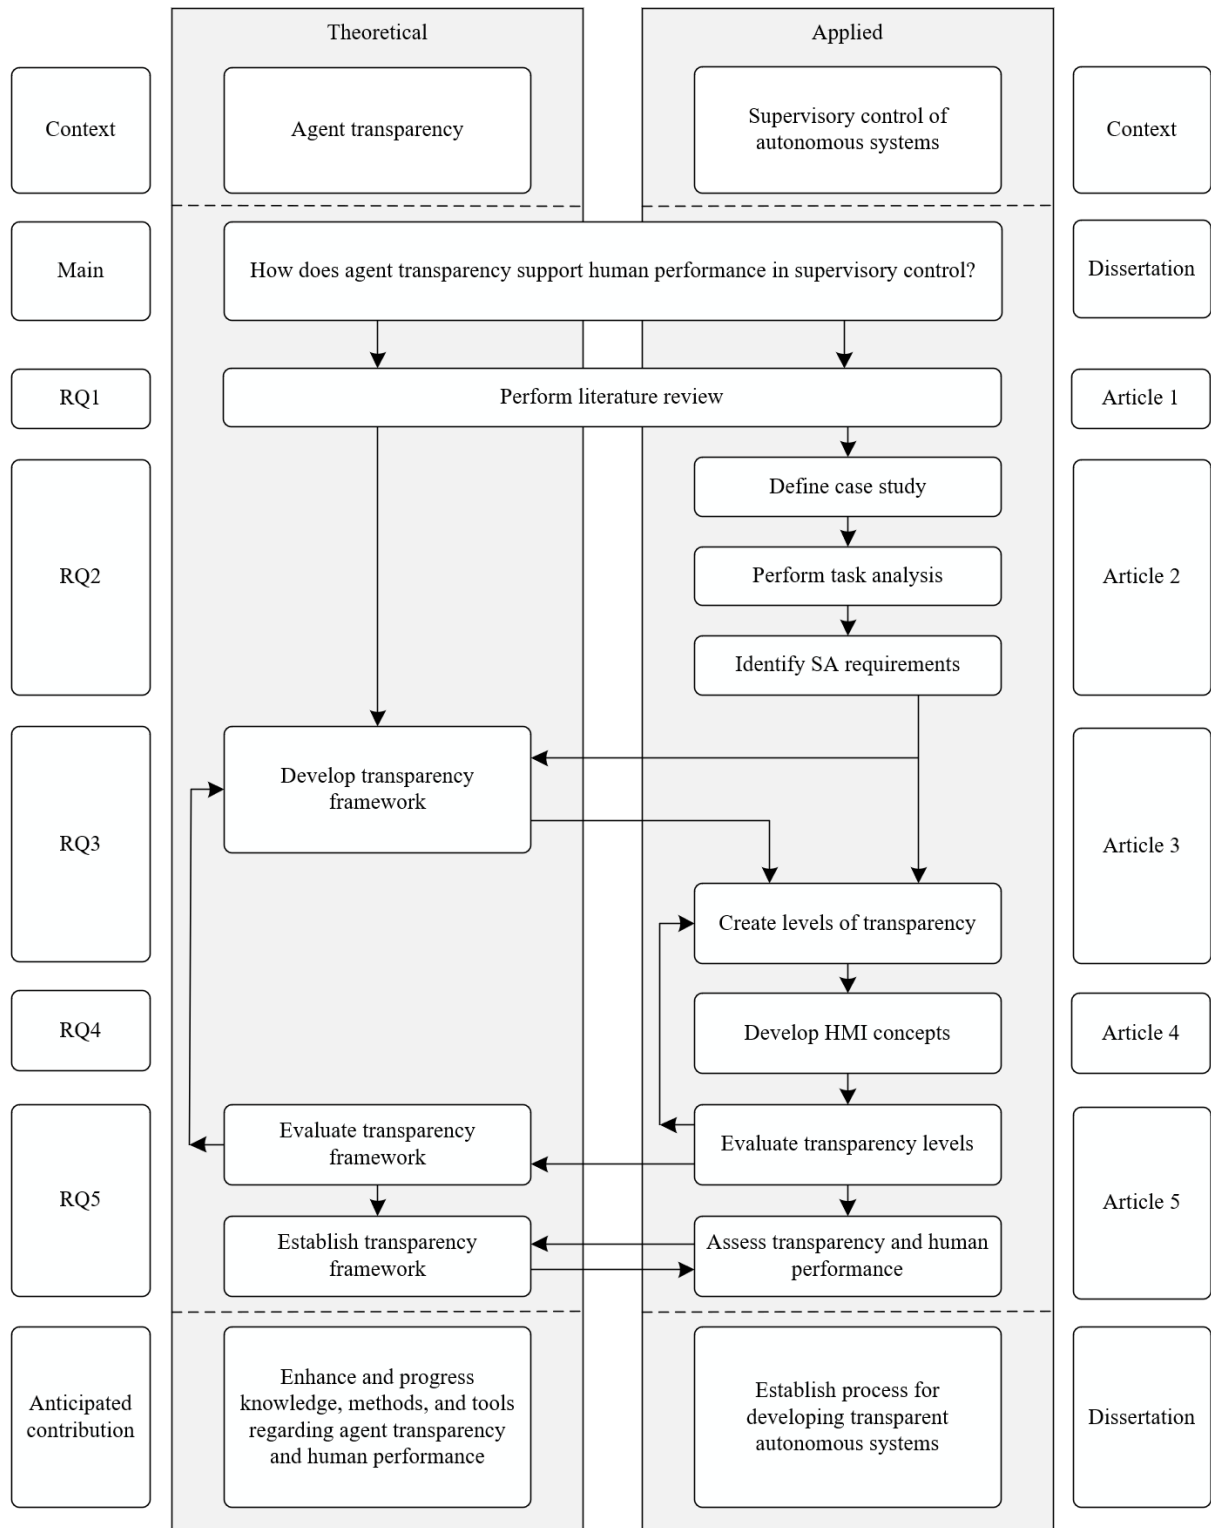 Theoretical
Applied
Context
Agent transparency
Supervisory control of
autonomous systems
Context
Main
How does agent transparency support human performance in supervisory control?
Dissertation
RQ1
Perform literature review
Article 1
RQ2
Define case study
Perform task analysis
Identify SA requirements
Article 2
RQ3
Develop transparency
framework
Create levels of transparency
Article 3
RQ4
Develop HMI concepts
Article 4
RQ5
Evaluate transparency
framework
Evaluate transparency levels
Establish transparency
framework
Assess transparency and human
performance
Article 5
Anticipated
contribution
Enhance and progress
knowledge, methods, and tools
regarding agent transparency
and human performance
Establish process for
developing transparent
autonomous systems
Dissertation